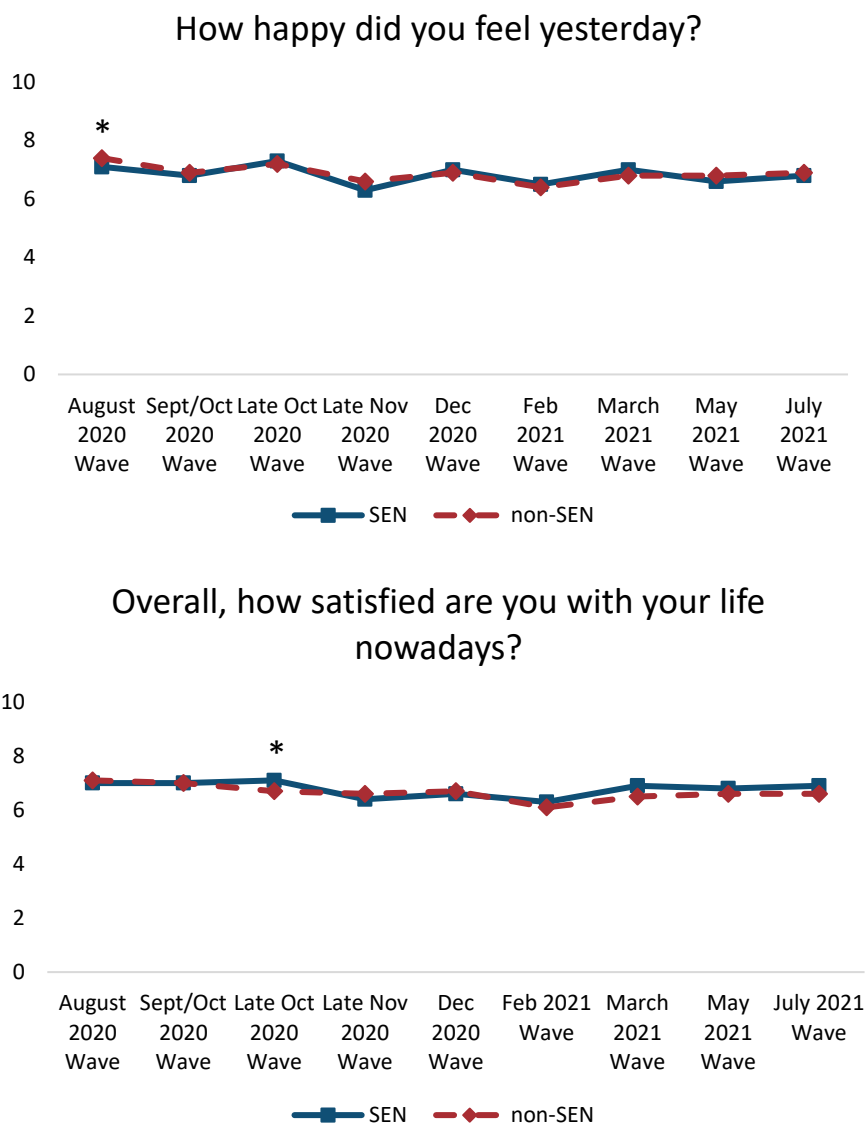 How happy did you feel yesterday?
10
*
8
6
4
2
0
August Sept/Oct Late Oct Late Nov Dec Feb March May July
2020 2020 2020 2020 2020 2021 2021 2021 2021
Wave Wave Wave Wave Wave Wave Wave Wave Wave
SEN non-SEN
Overall, how satisfied are you with your life
nowadays?
10
*
8
6
4
2
0
August Sept/Oct Late Oct Late Nov Dec Feb 2021 March May July 2021
2020 2020 2020 2020 2020 Wave 2021 2021 Wave
Wave Wave Wave Wave Wave Wave Wave
SEN non-SEN